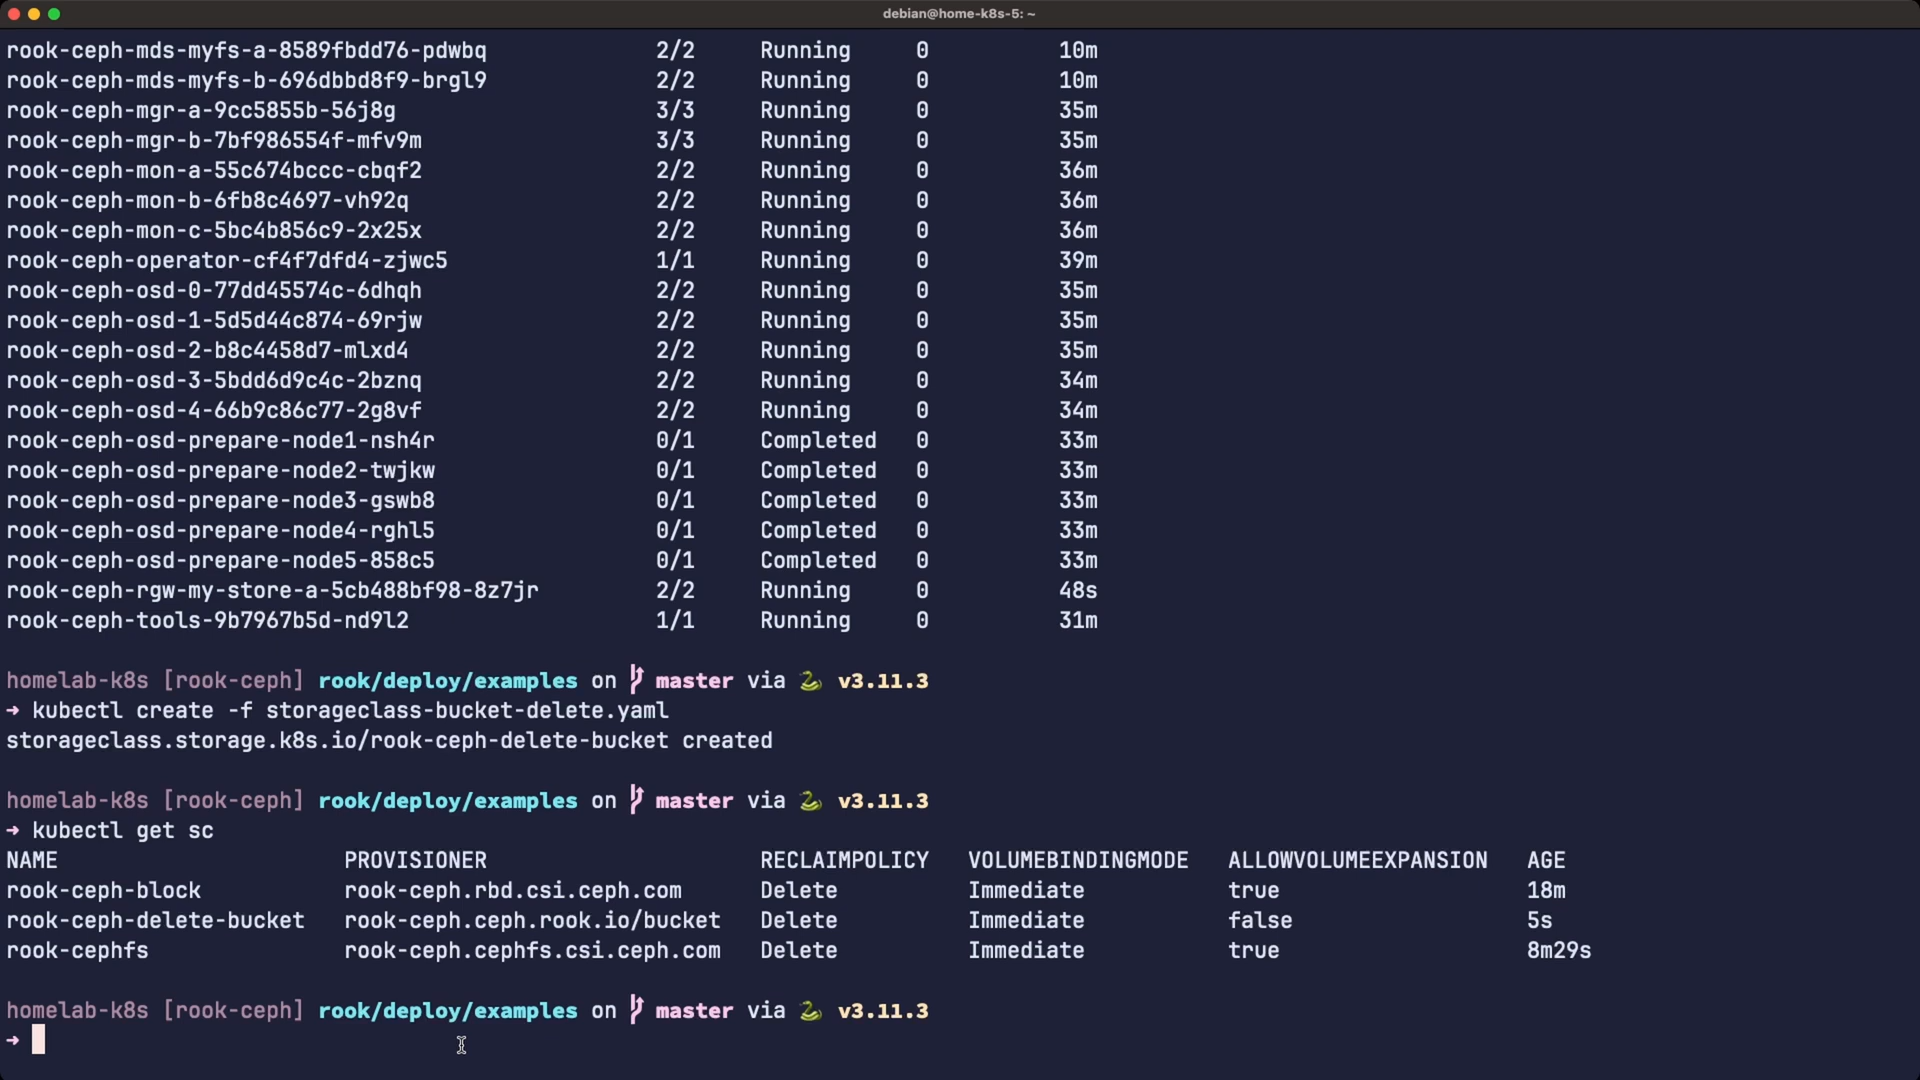 debian@home-k8s-5: ~
rook-ceph-mds-myfs-a-8589fbdd76-pdwbq 2/2 Running 0 10m
rook-ceph-mds-myfs-b-696dbbd8f9-brgl9 2/2 Running 0 10m
rook-ceph-mgr-a-9cc5855b-56j8g 3/3 Running 0 35m
rook-ceph-mgr-b-7bf986554f-mfv9m 3/3 Running 0 35m
rook-ceph-mon-a-55c674bccc-cbqf2 2/2 Running 0 36m
rook-ceph-mon-b-6fb8c4697-vh92q 2/2 Running 0 36m
rook-ceph-mon-c-5bc4b856c9-2x25x 2/2 Running 0 36m
rook-ceph-operator-cf4f7dfd4-zjwc5 1/1 Running 0 39m
rook-ceph-osd-0-77dd45574c-6dhqh 2/2 Running 0 35m
rook-ceph-osd-1-5d5d44c874-69rjw 2/2 Running 0 35m
rook-ceph-osd-2-b8c4458d7-mlxd4 2/2 Running 0 35m
rook-ceph-osd-3-5bdd6d9c4c-2bznq 2/2 Running 0 34m
rook-ceph-osd-4-66b9c86c77-2g8vf 2/2 Running 0 34m
rook-ceph-osd-prepare-node1-nsh4r 0/1 Completed 0 33m
rook-ceph-osd-prepare-node2-twjkw 0/1 Completed 0 33m
rook-ceph-osd-prepare-node3-gswb8 0/1 Completed 0 33m
rook-ceph-osd-prepare-node4-rghl5 0/1 Completed 0 33m
rook-ceph-osd-prepare-node5-858c5 0/1 Completed 0 33m
rook-ceph-rgw-my-store-a-5cb488bf98-8z7jr 2/2 Running 0 48s
rook-ceph-tools-9b7967b5d-nd9l2 1/1 Running 0 31m
homelab-k8s [rook-ceph] rook/deploy/examples on master via 🐍 v3.11.3
➜ kubectl create -f storageclass-bucket-delete.yaml
storageclass.storage.k8s.io/rook-ceph-delete-bucket created
homelab-k8s [rook-ceph] rook/deploy/examples on master via 🐍 v3.11.3
➜ kubectl get sc
NAME PROVISIONER RECLAIMPOLICY VOLUMEBINDINGMODE ALLOWVOLUMEEXPANSION AGE
rook-ceph-block rook-ceph.rbd.csi.ceph.com Delete Immediate true 18m
rook-ceph-delete-bucket rook-ceph.ceph.rook.io/bucket Delete Immediate false 5s
rook-cephfs rook-ceph.cephfs.csi.ceph.com Delete Immediate true 8m29s
homelab-k8s [rook-ceph] rook/deploy/examples on master via 🐍 v3.11.3
➜